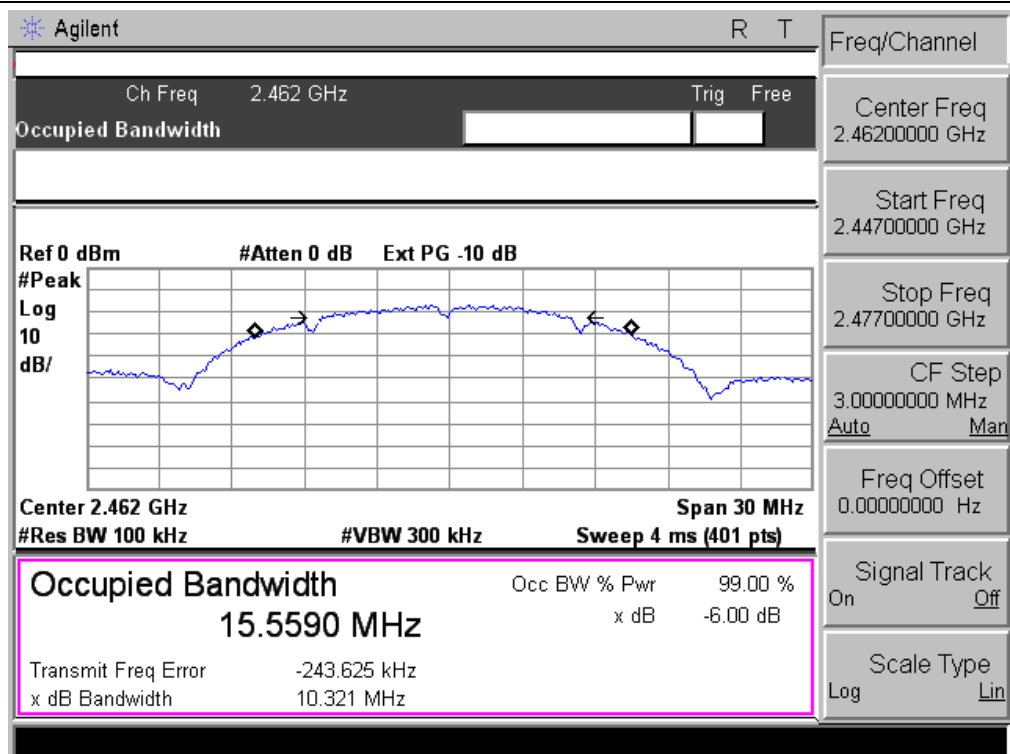 Agilent R T
Ch Freq 2.462 GHz Trig Free
Occupied Bandwidth
Ref 0 dBm #Atten 0 dB Ext PG -10 dB
#Peak
Log
10
dB/
Center 2.462 GHz Span 30 MHz
#Res BW 100 kHz #VBW 300 kHz Sweep 4 ms (401 pts)
Occupied Bandwidth
15.5590 MHz
Occ BW % Pwr 99.00 %
x dB -6.00 dB
Transmit Freq Error -243.625 kHz
x dB Bandwidth 10.321 MHz
Freq/Channel
Center Freq
2.46200000 GHz
Start Freq
2.44700000 GHz
Stop Freq
2.47700000 GHz
CF Step
3.00000000 MHz
Auto Man
Freq Offset
0.00000000 Hz
Signal Track
On Off
Scale Type
Log Lin